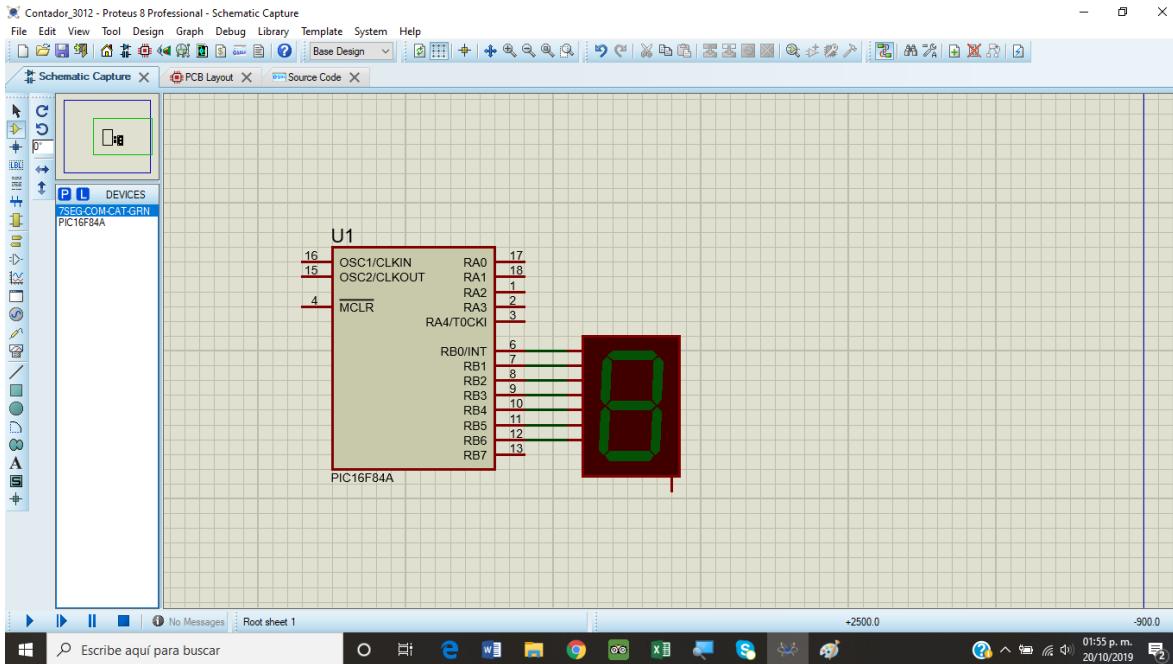 Contador_3012 - Proteus 8 Professional - Schematic Capture
File Edit View Tool Design Graph Debug Library Template System Help
Base Design
Schematic Capture
PCB Layout
Source Code
0°
LBL
P L DEVICES
7SEG-COM-CAT-GRN
PIC16F84A
A
S
U1
16 OSC1/CLKIN RA0 17
15 OSC2/CLKOUT RA1 18
RA2 1
4 MCLR RA3 2
RA4/T0CKI 3
RB0/INT 6
RB1 7
RB2 8
RB3 9
RB4 10
RB5 11
RB6 12
RB7 13
PIC16F84A
No Messages Root sheet 1 +2500.0 -900.0
Escribe aquí para buscar
01:55 p. m.
20/10/2019
2